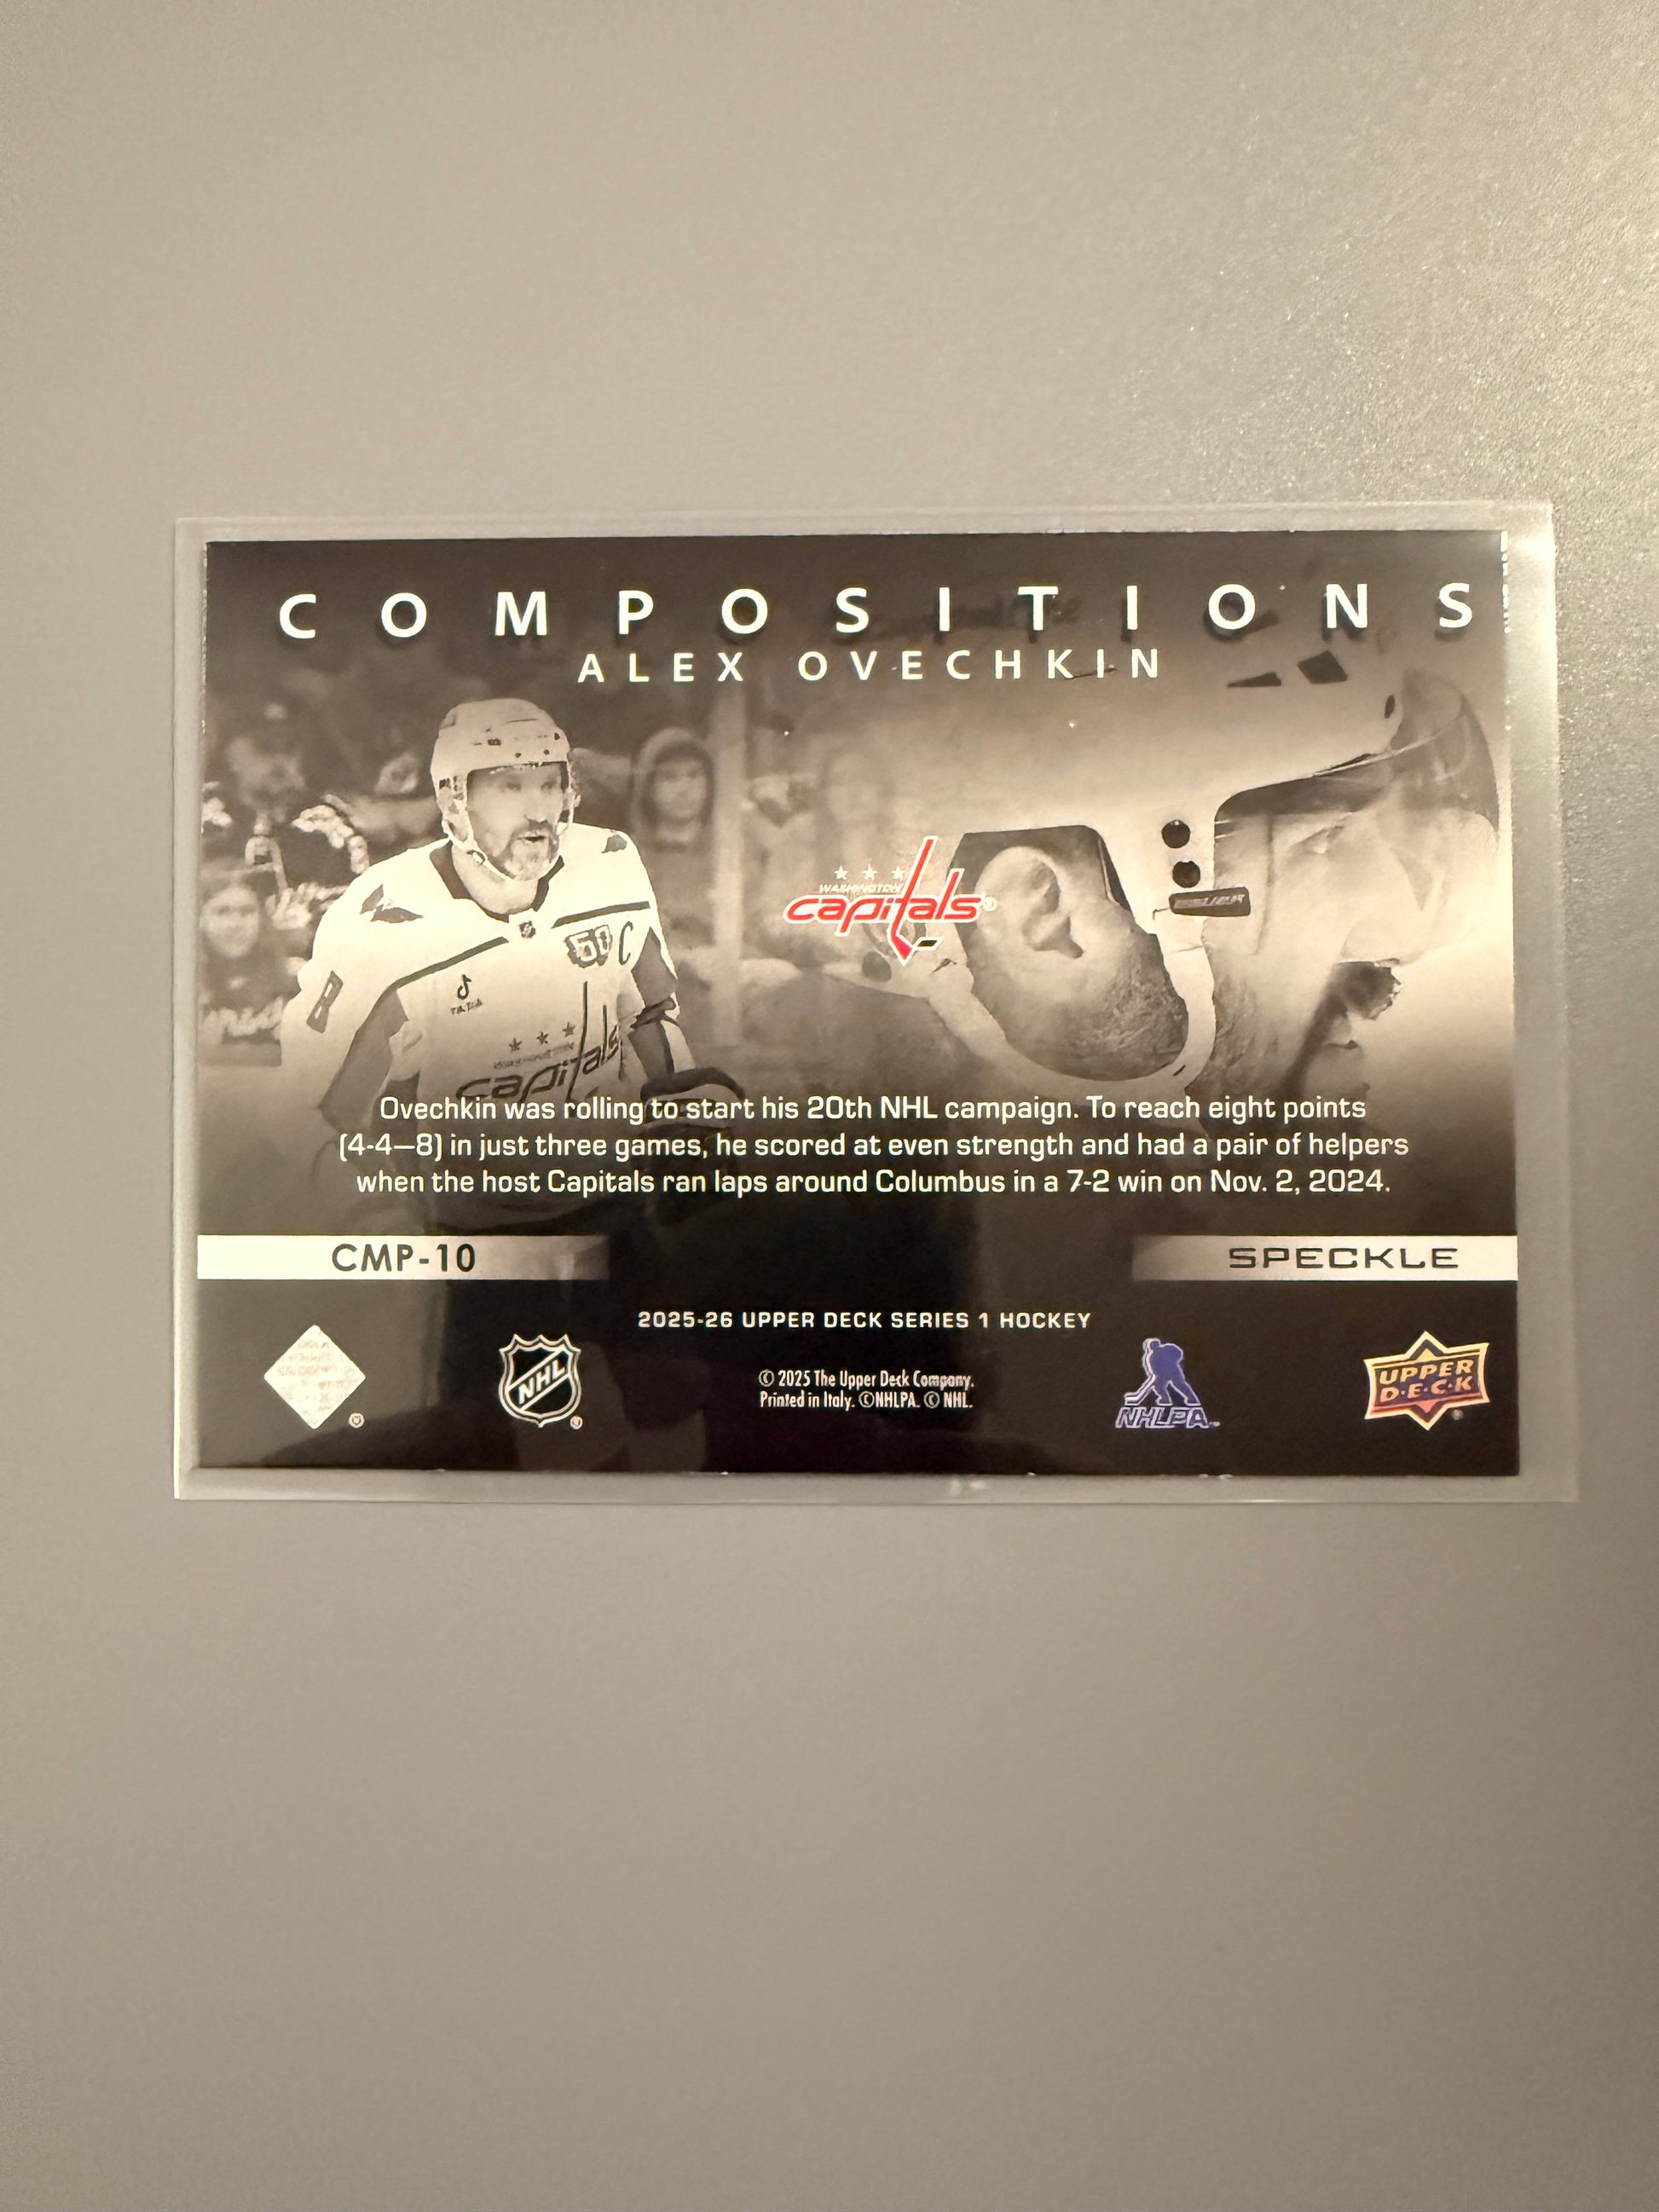 COMPOSITIONS
ALEX OVECHKIN
WASHINGTON
capitals
8
50 C
capitals
Ovechkin was rolling to start his 20th NHL campaign. To reach eight points
(4-4—8) in just three games, he scored at even strength and had a pair of helpers
when the host Capitals ran laps around Columbus in a 7-2 win on Nov. 2, 2024.
CMP-10
SPECKLE
2025-26 UPPER DECK SERIES 1 HOCKEY
NHL
© 2025 The Upper Deck Company.
Printed in Italy. ©NHLPA. © NHL.
NHLPA
UPPER
D·E·C·K